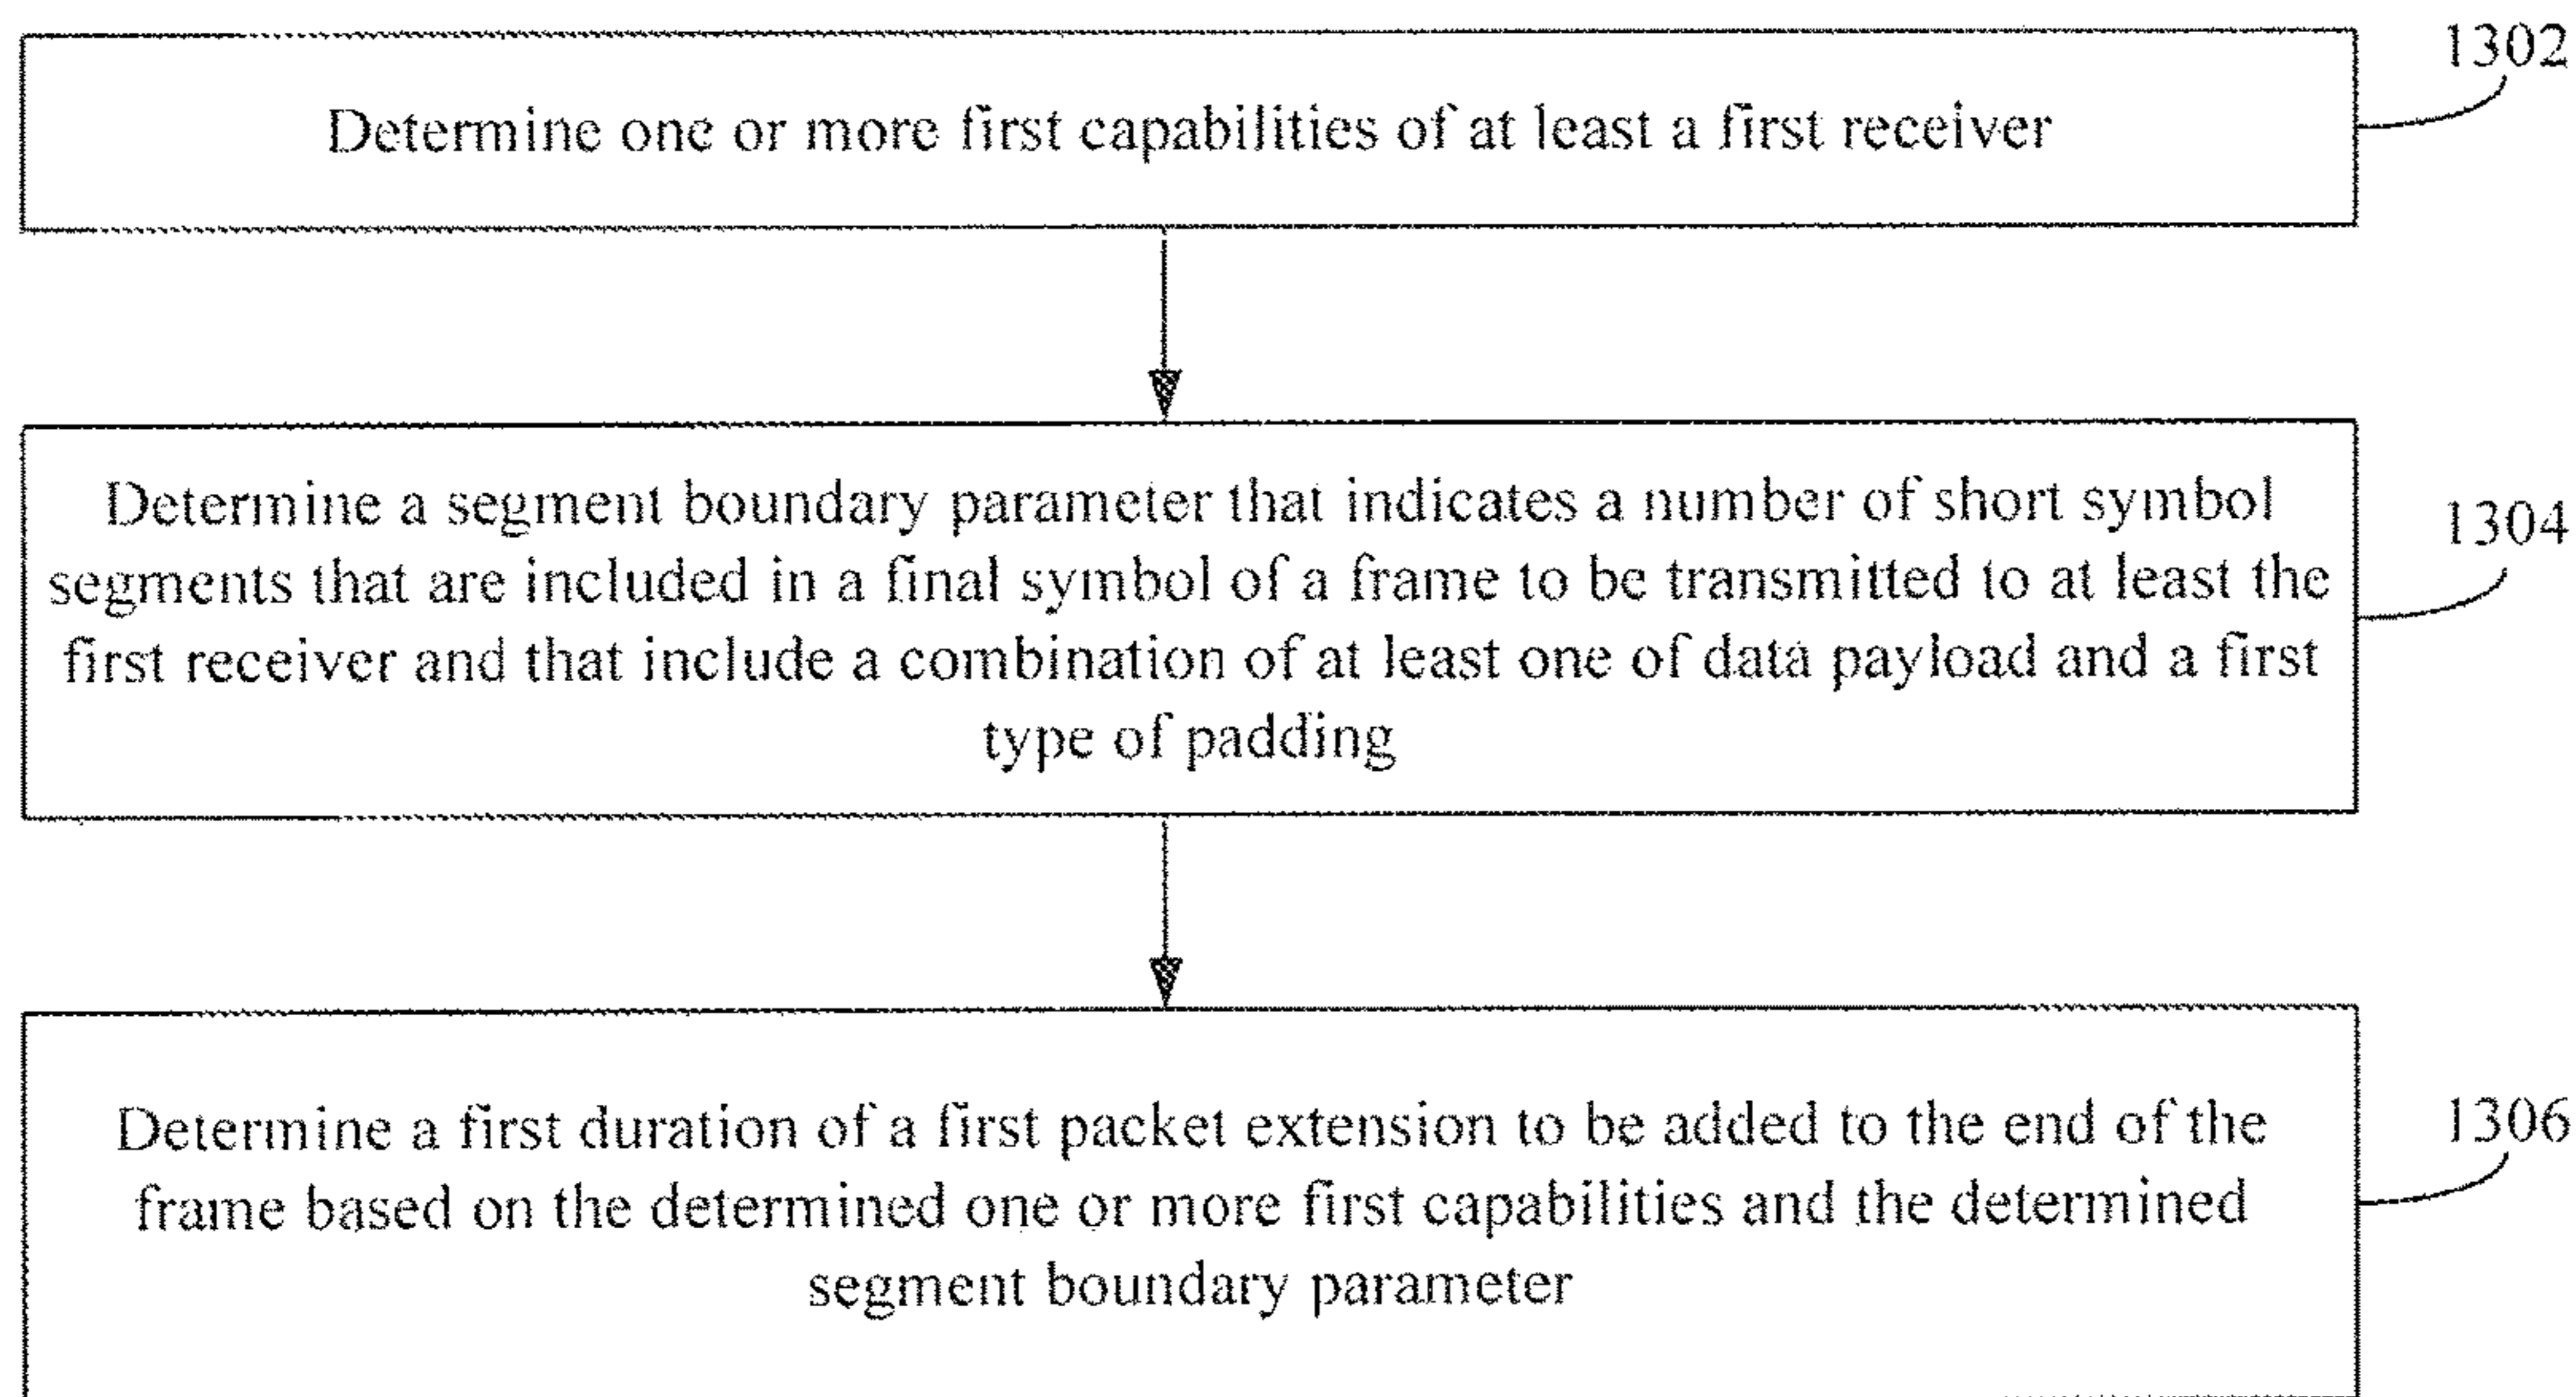 1302
Determine one or more first capabilities of at least a first receiver
Determine a segment boundary parameter that indicates a number of short symbol
1304
segments that are included in a final symbol of a frame to be transmitted to at least the
first receiver and that include a combination of at least one of data payload and a first
type of padding
Determine a first duration of a first packet extension to be added to the end of the
1306
frame based on the determined one or more first capabilities and the determined
segment boundary parameter